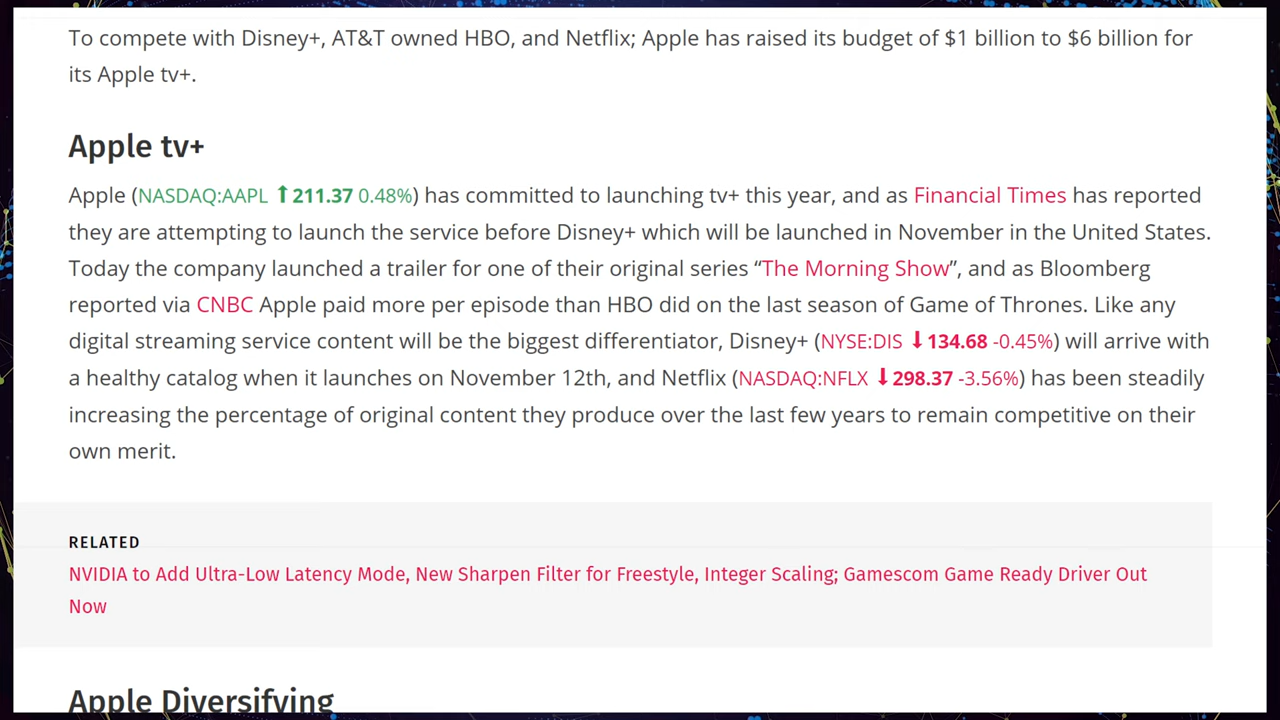 To compete with Disney+, AT&T owned HBO, and Netflix; Apple has raised its budget of $1 billion to $6 billion for
its Apple tv+.
Apple tv+
Apple (NASDAQ:AAPL ⬆211.37 0.48%) has committed to launching tv+ this year, and as Financial Times has reported
they are attempting to launch the service before Disney+ which will be launched in November in the United States.
Today the company launched a trailer for one of their original series “The Morning Show”, and as Bloomberg
reported via CNBC Apple paid more per episode than HBO did on the last season of Game of Thrones. Like any
digital streaming service content will be the biggest differentiator, Disney+ (NYSE:DIS ⬇134.68 -0.45%) will arrive with
a healthy catalog when it launches on November 12th, and Netflix (NASDAQ:NFLX ⬇298.37 -3.56%) has been steadily
increasing the percentage of original content they produce over the last few years to remain competitive on their
own merit.
RELATED
NVIDIA to Add Ultra-Low Latency Mode, New Sharpen Filter for Freestyle, Integer Scaling; Gamescom Game Ready Driver Out
Now
Apple Diversifying